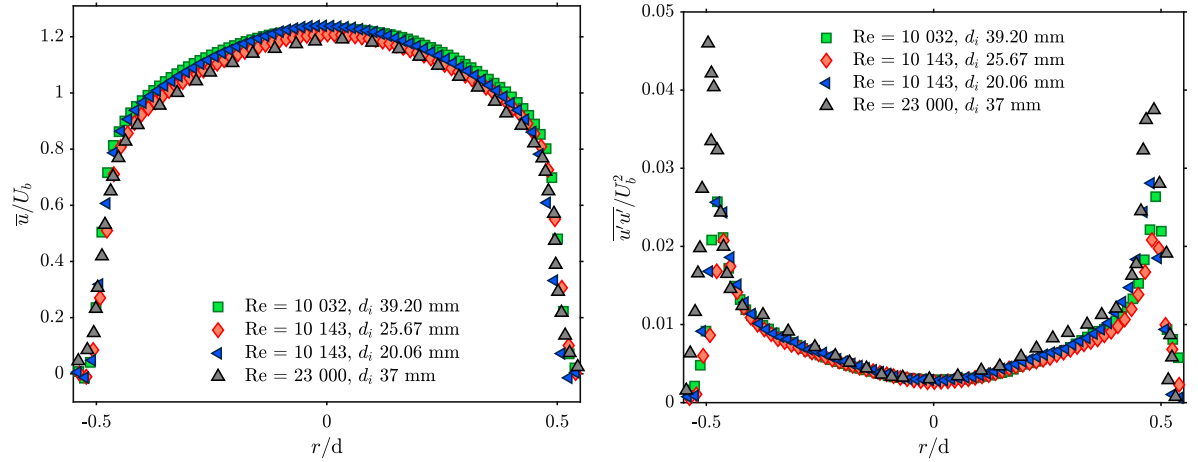 1.2
1
0.8
0.6
0.4
0.2
0
u̅/U_b
Re = 10 032, d_i 39.20 mm
Re = 10 143, d_i 25.67 mm
Re = 10 143, d_i 20.06 mm
Re = 23 000, d_i 37 mm
-0.5
0
0.5
r/d
0.05
0.04
0.03
0.02
0.01
0
u'u'̅/U_b^2
Re = 10 032, d_i 39.20 mm
Re = 10 143, d_i 25.67 mm
Re = 10 143, d_i 20.06 mm
Re = 23 000, d_i 37 mm
-0.5
0
0.5
r/d